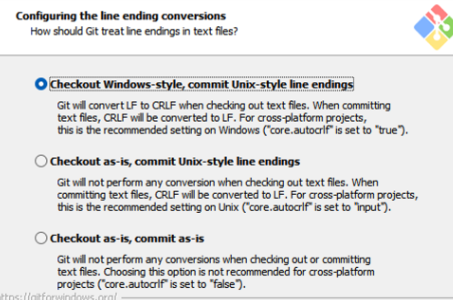 Configuring the line ending conversions
How should Git treat line endings in text files?
Checkout Windows-style, commit Unix-style line endings
Git will convert LF to CRLF when checking out text files. When committing
text files, CRLF will be converted to LF. For cross-platform projects,
this is the recommended setting on Windows ("core.autocrlf" is set to "true").
Checkout as-is, commit Unix-style line endings
Git will not perform any conversion when checking out text files. When
committing text files, CRLF will be converted to LF. For cross-platform projects,
this is the recommended setting on Unix ("core.autocrlf" is set to "input").
Checkout as-is, commit as-is
Git will not perform any conversions when checking out or committing
text files. Choosing this option is not recommended for cross-platform
projects ("core.autocrlf" is set to "false").
ttps://gitforwindows.org/